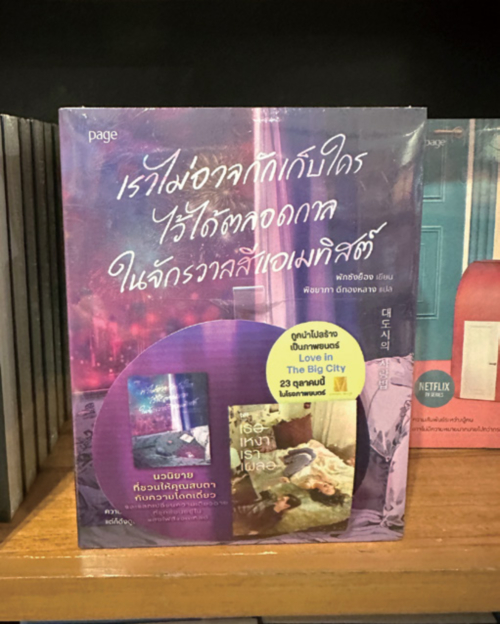 page
เราไม่อาจกักเก็บใคร
ไว้ได้ตลอดกาล
ในจักรวาลสีแอเมทิสต์
พักซังย็อง เขียน
พิชยาภา ดีทองหลาง แปล
대도시의
ถูกนำไปสร้าง
เป็นภาพยนตร์
Love in
The Big City
23 ตุลาคมนี้
ในโรงภาพยนตร์
เธอ
เหงา
เรา
เผลอ
นวนิยาย
ที่ชวนให้คุณสบตา
กับความโดดเดี่ยว
page
NETFLIX